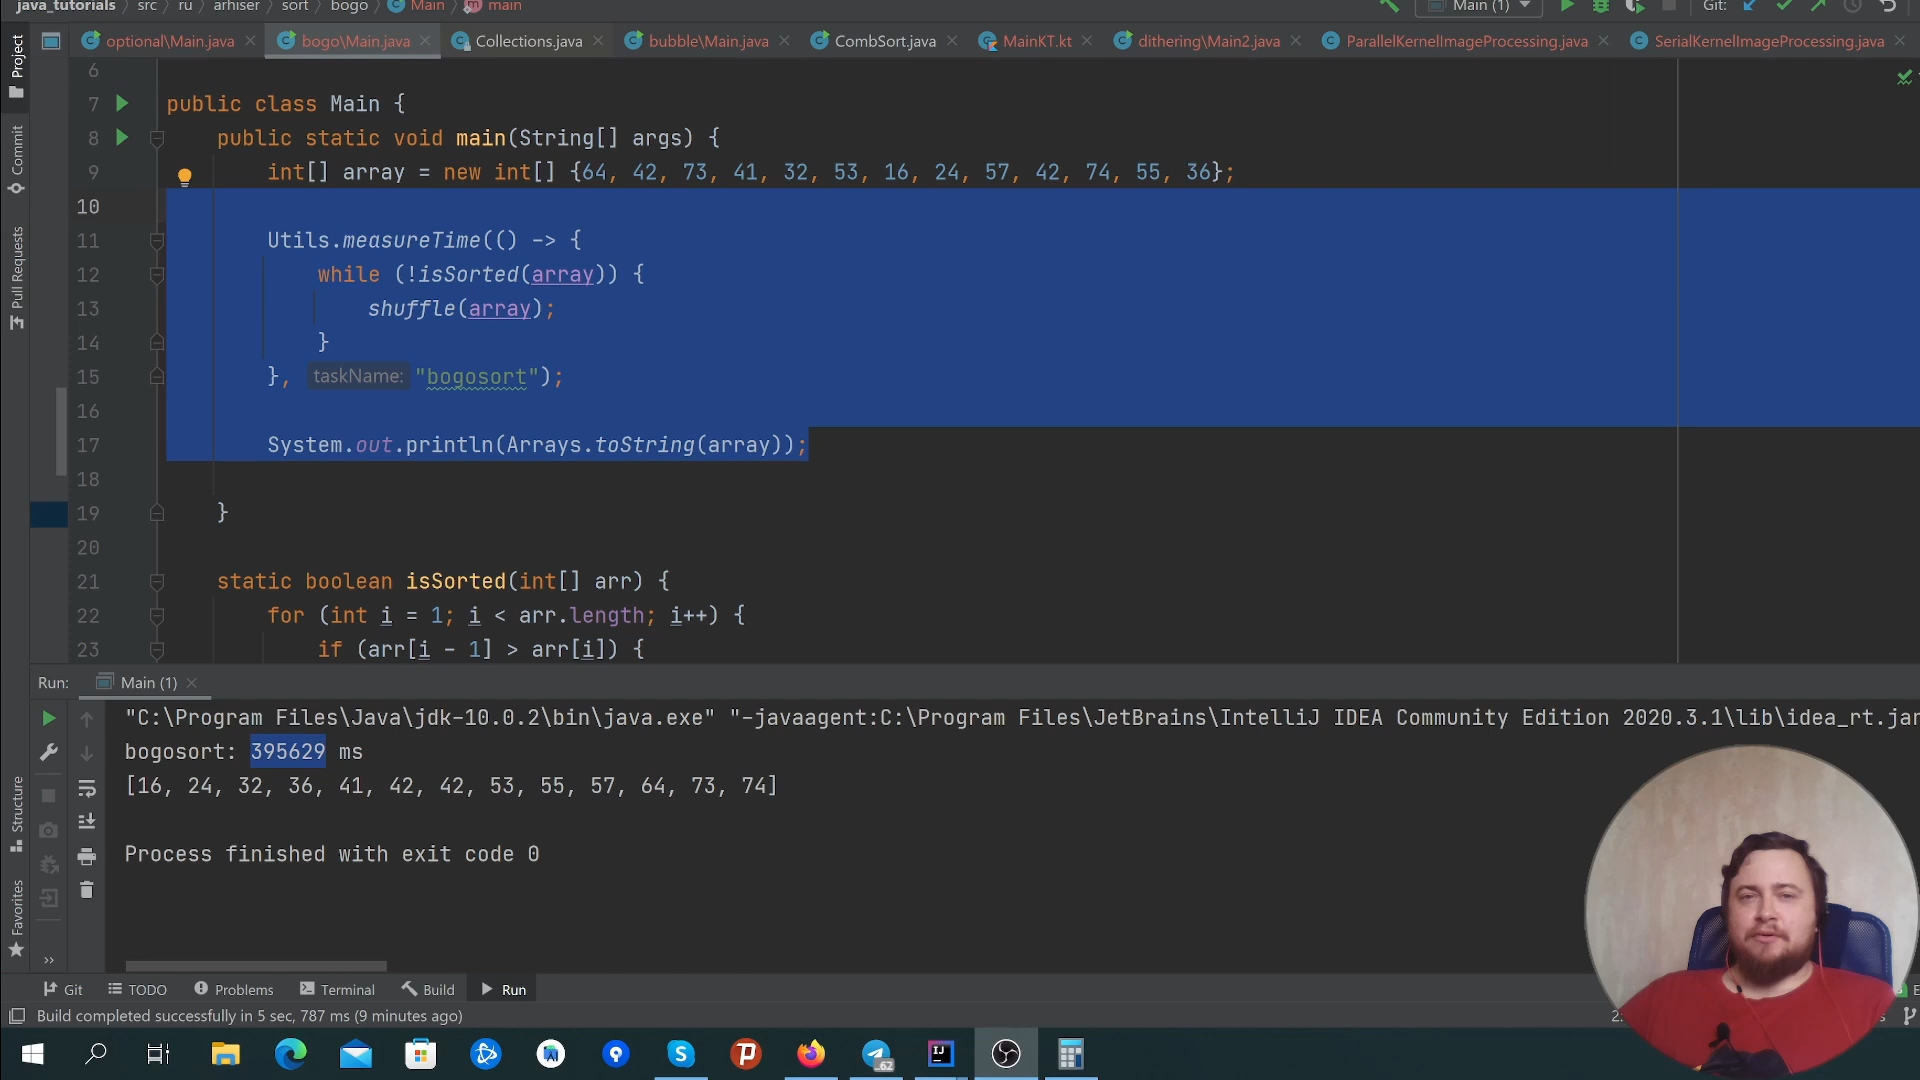 java_tutorials src ru arhiser sort bogo Main main Main (1) Git:
optional\Main.java bogo\Main.java Collections.java bubble\Main.java CombSort.java MainKT.kt dithering\Main2.java ParallelKernelImageProcessing.java SerialKernelImageProcessing.java
Project
Commit
Pull Requests
Structure
Favorites
6
7 public class Main {
8 public static void main(String[] args) {
9 int[] array = new int[] {64, 42, 73, 41, 32, 53, 16, 24, 57, 42, 74, 55, 36};
10
11 Utils.measureTime(() -> {
12 while (!isSorted(array)) {
13 shuffle(array);
14 }
15 }, taskName: "bogosort");
16
17 System.out.println(Arrays.toString(array));
18
19 }
20
21 static boolean isSorted(int[] arr) {
22 for (int i = 1; i < arr.length; i++) {
23 if (arr[i - 1] > arr[i]) {
Run: Main (1)
"C:\Program Files\Java\jdk-10.0.2\bin\java.exe" "-javaagent:C:\Program Files\JetBrains\IntelliJ IDEA Community Edition 2020.3.1\lib\idea_rt.jar
bogosort: 395629 ms
[16, 24, 32, 36, 41, 42, 42, 53, 55, 57, 64, 73, 74]
Process finished with exit code 0
Git TODO Problems Terminal Build Run
Build completed successfully in 5 sec, 787 ms (9 minutes ago)
62